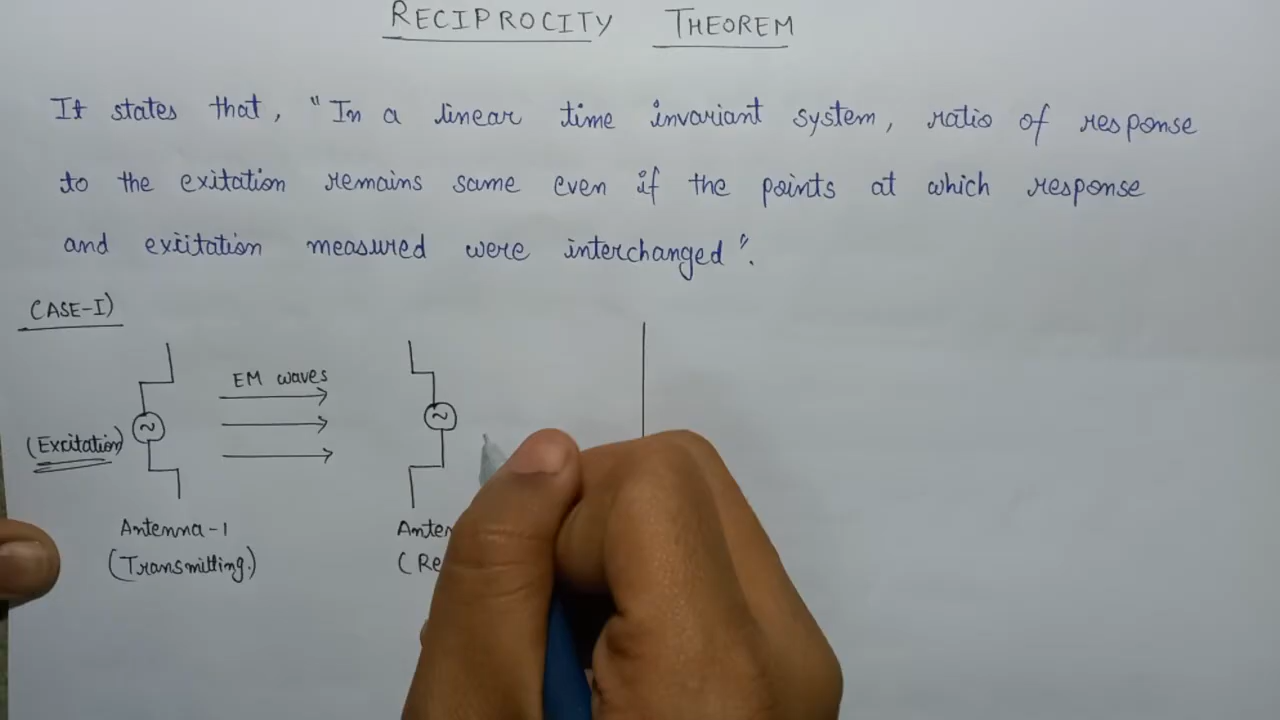 RECIPROCITY THEOREM
It states that, "In a linear time invariant system, ratio of response
to the exitation remains same even if the points at which response
and exiitation measured were interchanged".
CASE-I)
EM waves
(Excitation)
~
~
Antenna-1
(Transmitting)